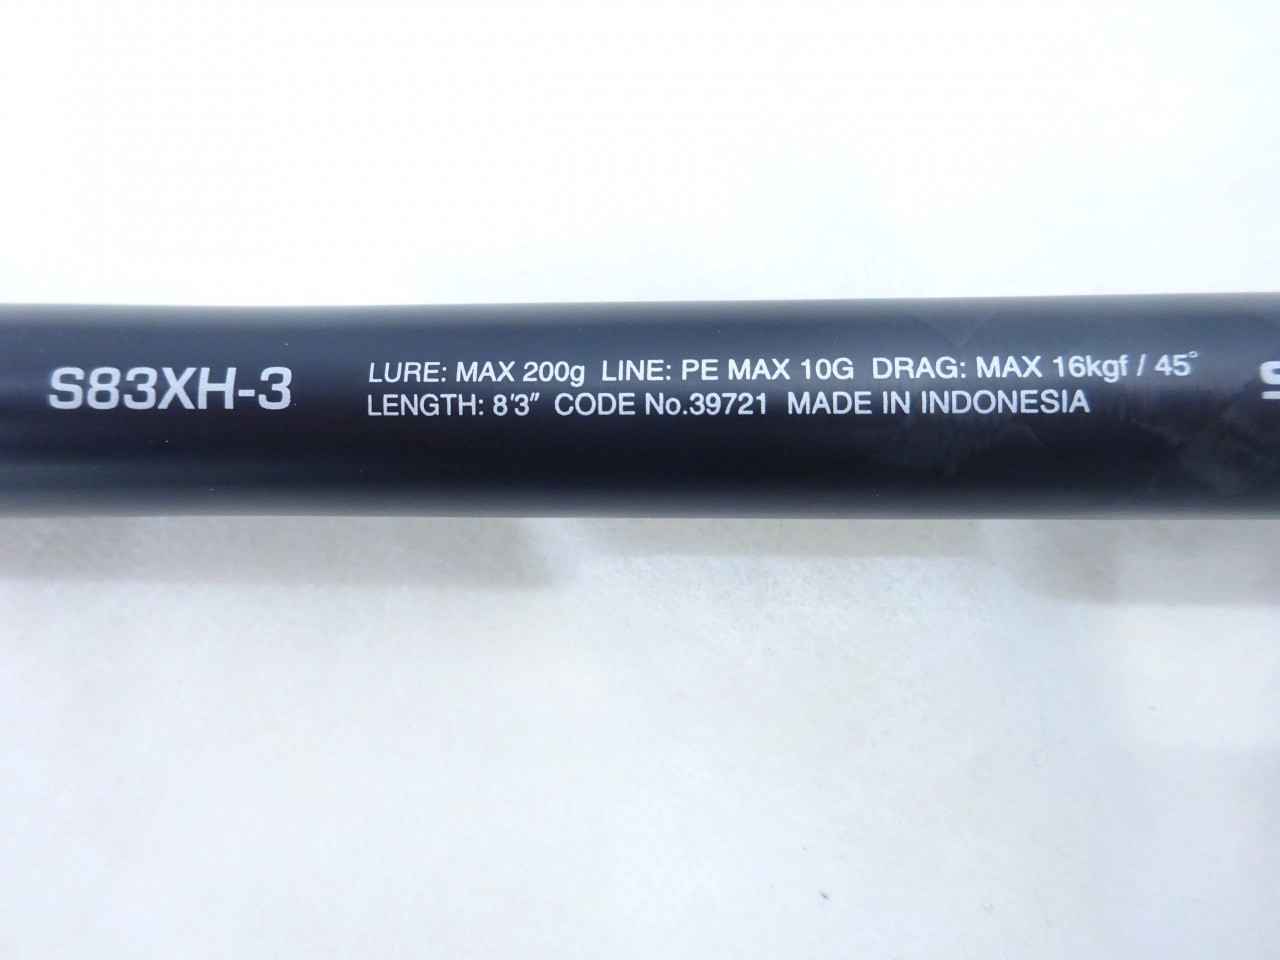 S83XH-3
LURE: MAX 200g LINE: PE MAX 10G DRAG: MAX 16kgf / 45°
LENGTH: 8'3" CODE No.39721 MADE IN INDONESIA